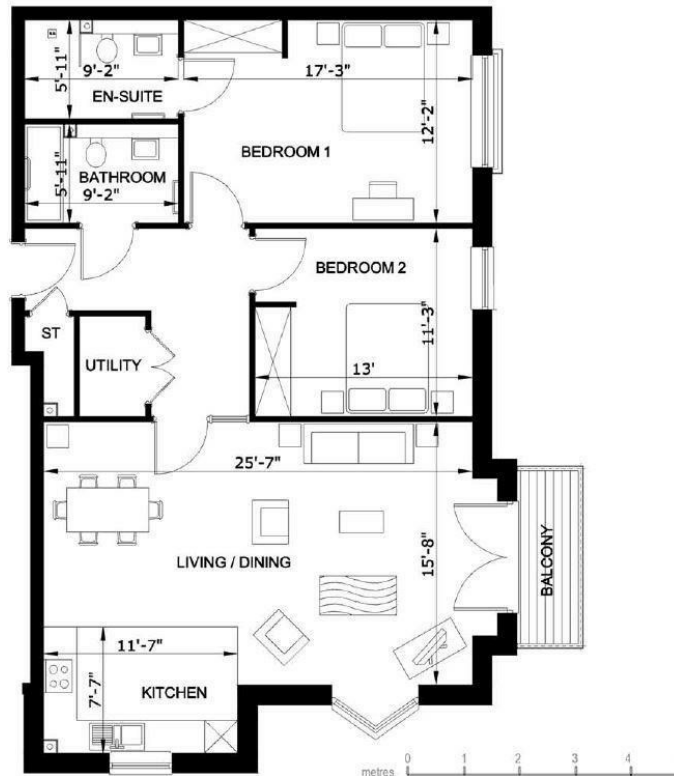 5'-11"
9'-2"
EN-SUITE
17'-3"
12'-2"
BEDROOM 1
5'-11"
BATHROOM
9'-2"
BEDROOM 2
11'-3"
13'
ST
UTILITY
25'-7"
15'-8"
LIVING / DINING
BALCONY
11'-7"
7'-7"
KITCHEN
metres 0 1 2 3 4